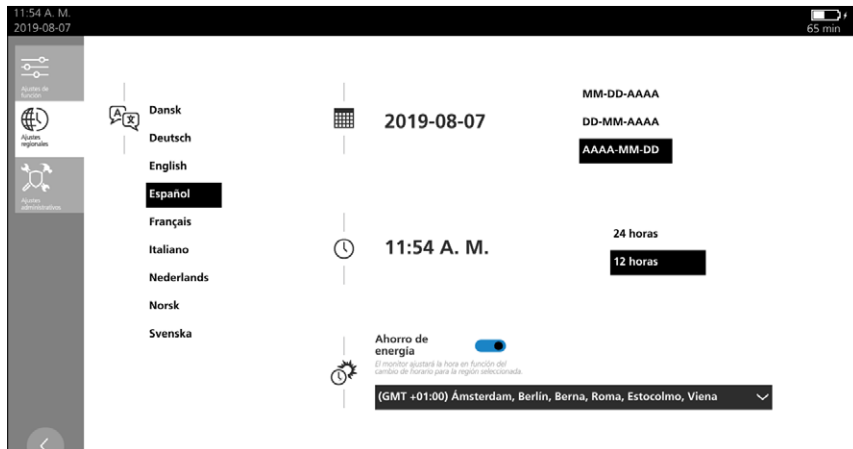 11:54 A. M.
2019-08-07
65 min
Ajustes de
función
Ajustes
regionales
Ajustes
administrativos
Dansk
Deutsch
English
Español
Français
Italiano
Nederlands
Norsk
Svenska
2019-08-07
MM-DD-AAAA
DD-MM-AAAA
AAAA-MM-DD
11:54 A. M.
24 horas
12 horas
Ahorro de
energía
El monitor ajustará la hora en función del
cambio de horario para la región seleccionada.
(GMT +01:00) Ámsterdam, Berlín, Berna, Roma, Estocolmo, Viena